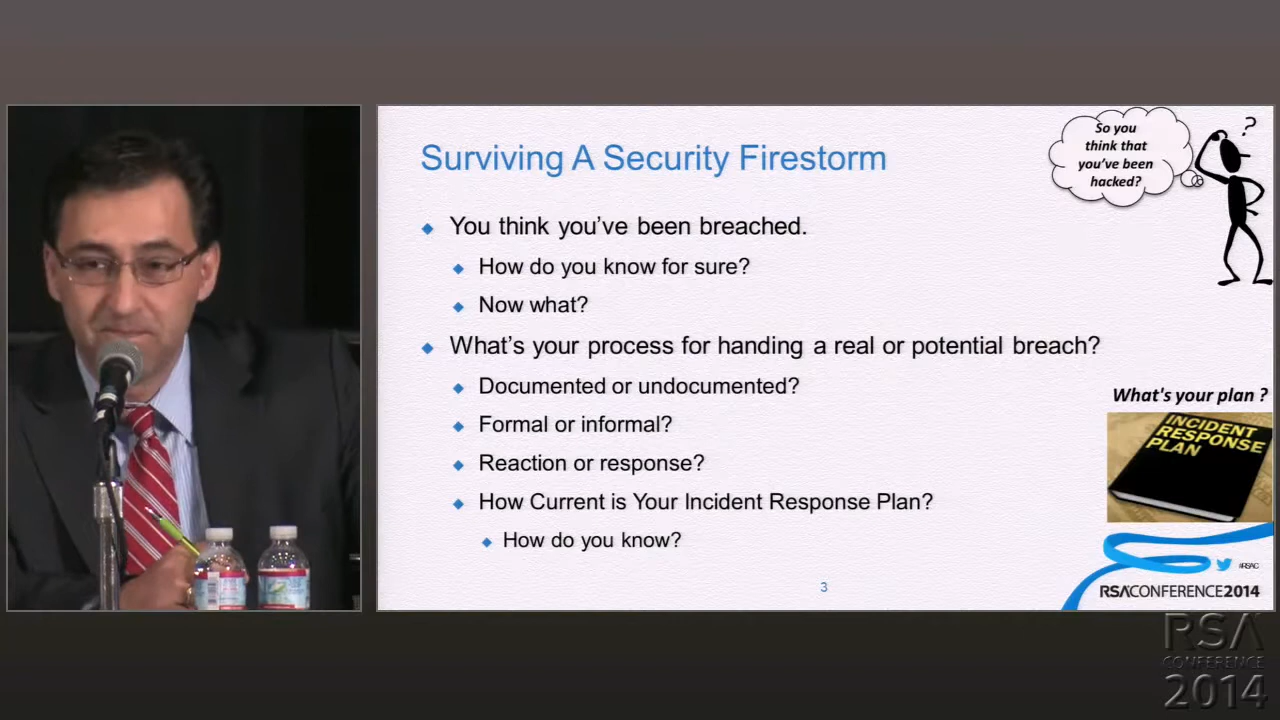 Surviving A Security Firestorm
So you
think that
you've been
hacked?
?
You think you've been breached.
How do you know for sure?
Now what?
What's your process for handing a real or potential breach?
Documented or undocumented?
Formal or informal?
Reaction or response?
How Current is Your Incident Response Plan?
How do you know?
What's your plan ?
INCIDENT
RESPONSE
PLAN
#RSAC
RSACONFERENCE2014
3
RSA
CONFERENCE
2014